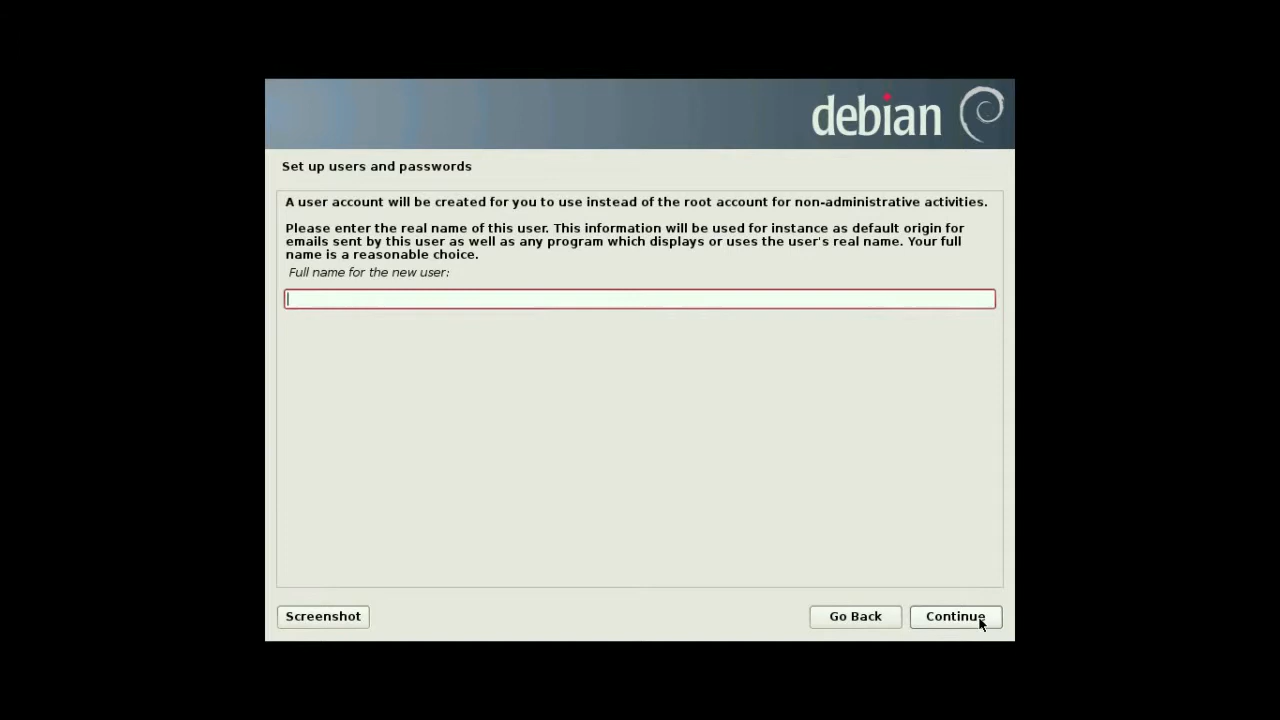 debian
Set up users and passwords
A user account will be created for you to use instead of the root account for non-administrative activities.
Please enter the real name of this user. This information will be used for instance as default origin for
emails sent by this user as well as any program which displays or uses the user's real name. Your full
name is a reasonable choice.
Full name for the new user:
Screenshot
Go Back
Continue